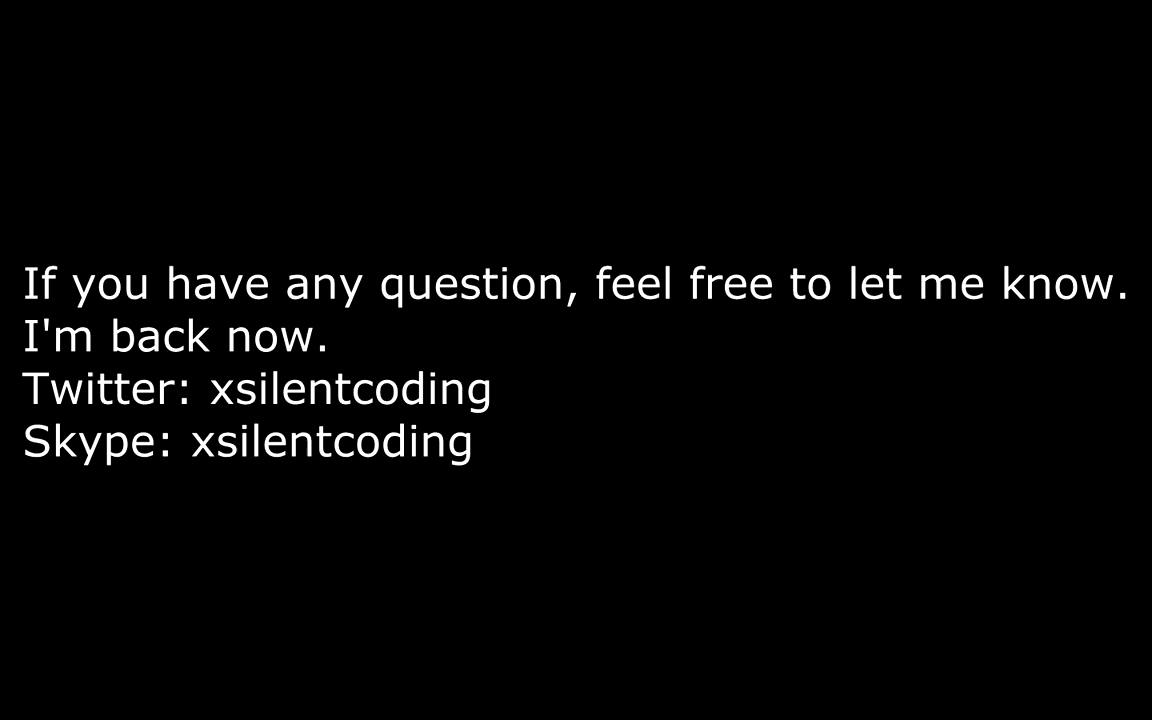 If you have any question, feel free to let me know.
I'm back now.
Twitter: xsilentcoding
Skype: xsilentcoding